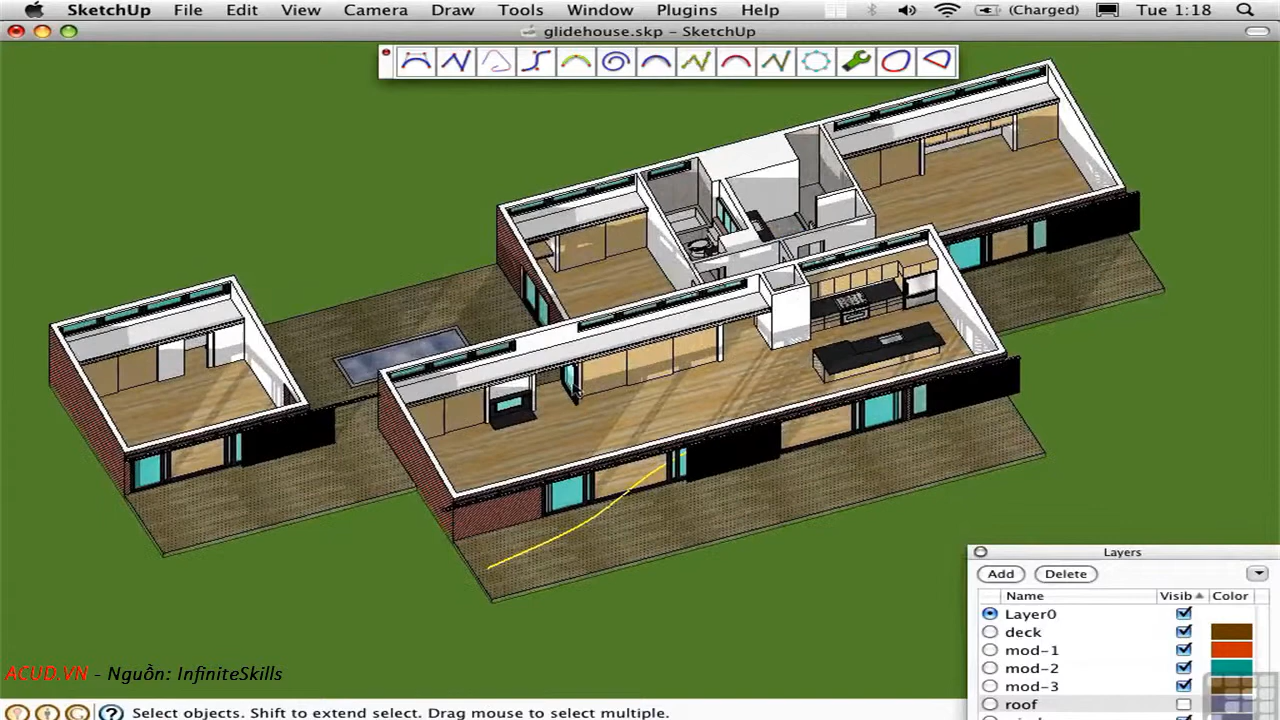 SketchUp File Edit View Camera Draw Tools Window Plugins Help (Charged) Tue 1:18
glidehouse.skp - SketchUp
Layers
Add Delete
Name Visib Color
Layer0
deck
mod-1
mod-2
mod-3
roof
ACUD.VN - Nguồn: InfiniteSkills
Select objects. Shift to extend select. Drag mouse to select multiple.